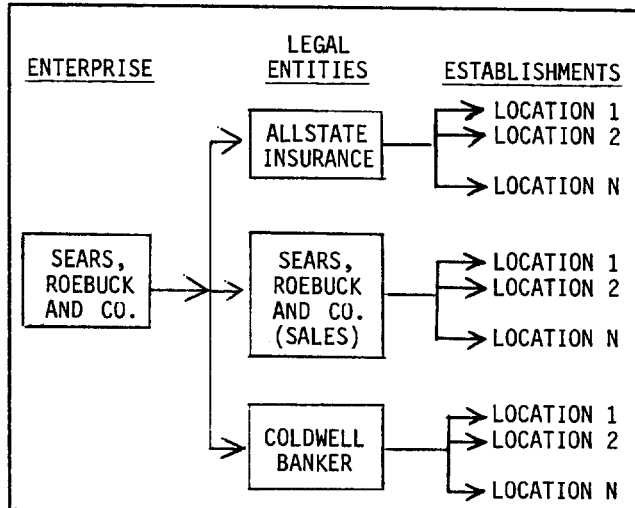 ENTERPRISE
LEGAL
ENTITIES
ESTABLISHMENTS
SEARS,
ROEBUCK
AND CO.
ALLSTATE
INSURANCE
LOCATION 1
LOCATION 2
LOCATION N
SEARS,
ROEBUCK
AND CO.
(SALES)
LOCATION 1
LOCATION 2
LOCATION N
COLDWELL
BANKER
LOCATION 1
LOCATION 2
LOCATION N